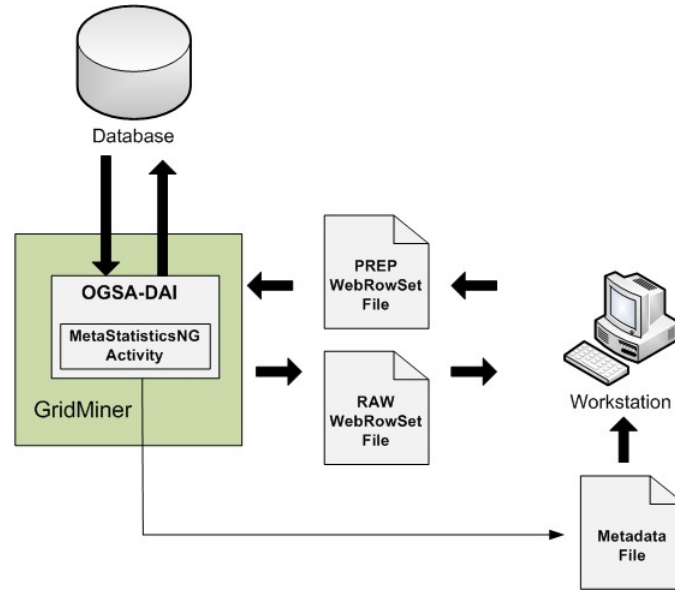 Database
OGSA-DAI
MetaStatisticsNG
Activity
GridMiner
PREP
WebRowSet
File
RAW
WebRowSet
File
Workstation
Metadata
File